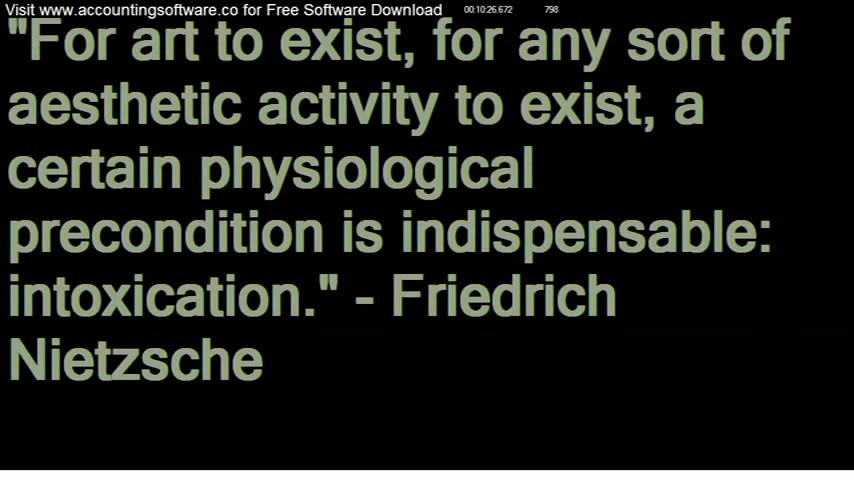 Visit www.accountingsoftware.co for Free Software Download 00:10:26.672 798
"For art to exist, for any sort of
aesthetic activity to exist, a
certain physiological
precondition is indispensable:
intoxication." - Friedrich
Nietzsche